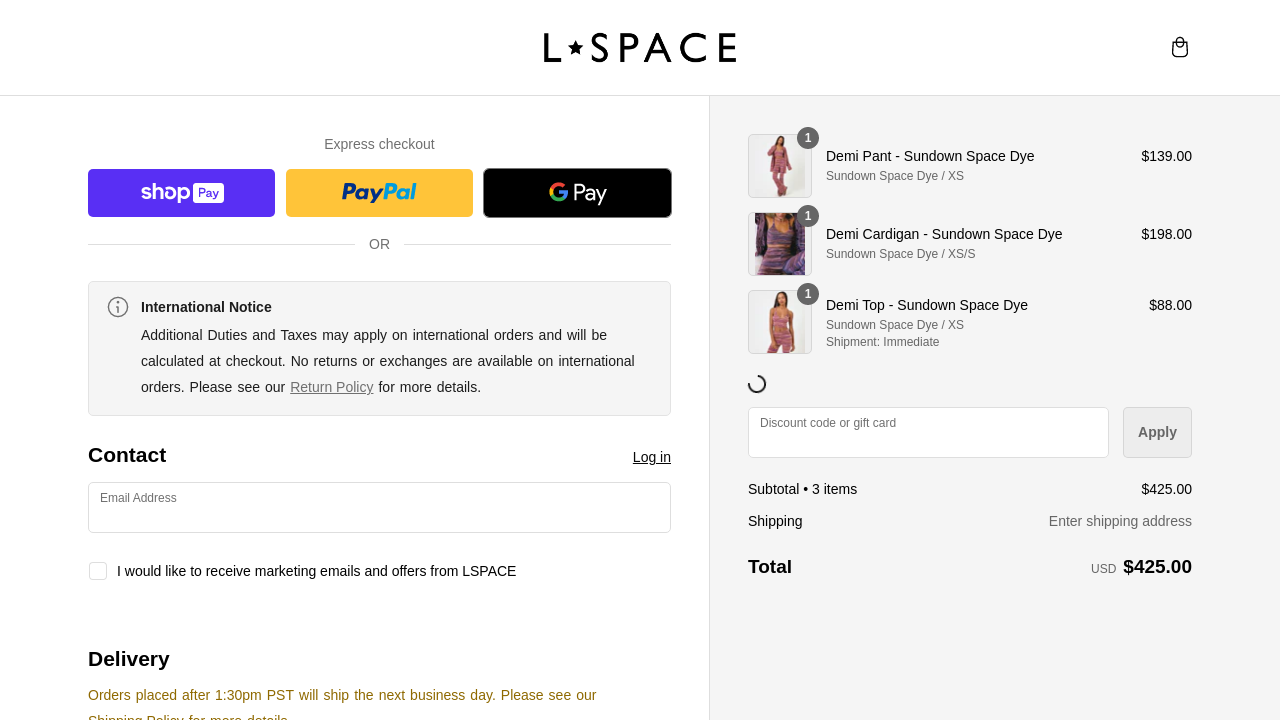 L★SPACE
Express checkout
shop Pay
PayPal
G Pay
OR
International Notice
Additional Duties and Taxes may apply on international orders and will be
calculated at checkout. No returns or exchanges are available on international
orders. Please see our Return Policy for more details.
Contact
Log in
Email Address
I would like to receive marketing emails and offers from LSPACE
Delivery
Orders placed after 1:30pm PST will ship the next business day. Please see our
Shipping Policy for more details.
1
Demi Pant - Sundown Space Dye
$139.00
Sundown Space Dye / XS
1
Demi Cardigan - Sundown Space Dye
$198.00
Sundown Space Dye / XS/S
1
Demi Top - Sundown Space Dye
$88.00
Sundown Space Dye / XS
Shipment: Immediate
Discount code or gift card
Apply
Subtotal • 3 items
$425.00
Shipping
Enter shipping address
Total
USD $425.00